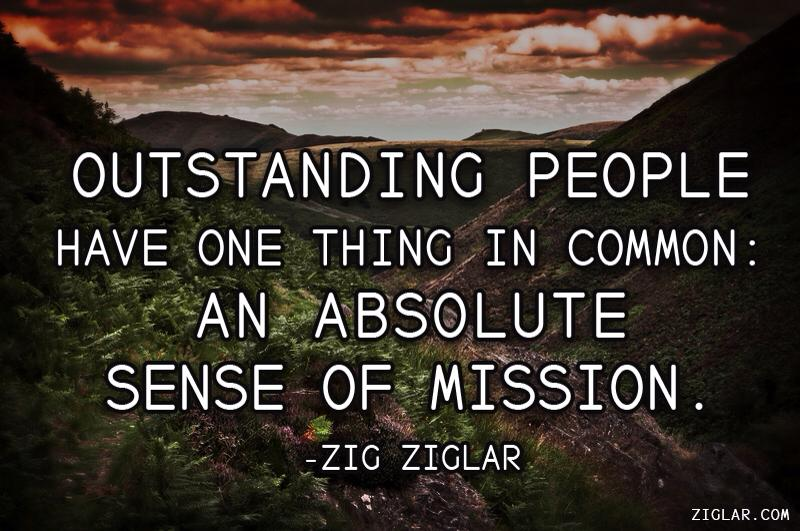 OUTSTANDING PEOPLE
HAVE ONE THING IN COMMON:
AN ABSOLUTE
SENSE OF MISSION.
-ZIG ZIGLAR
ZIGLAR.COM